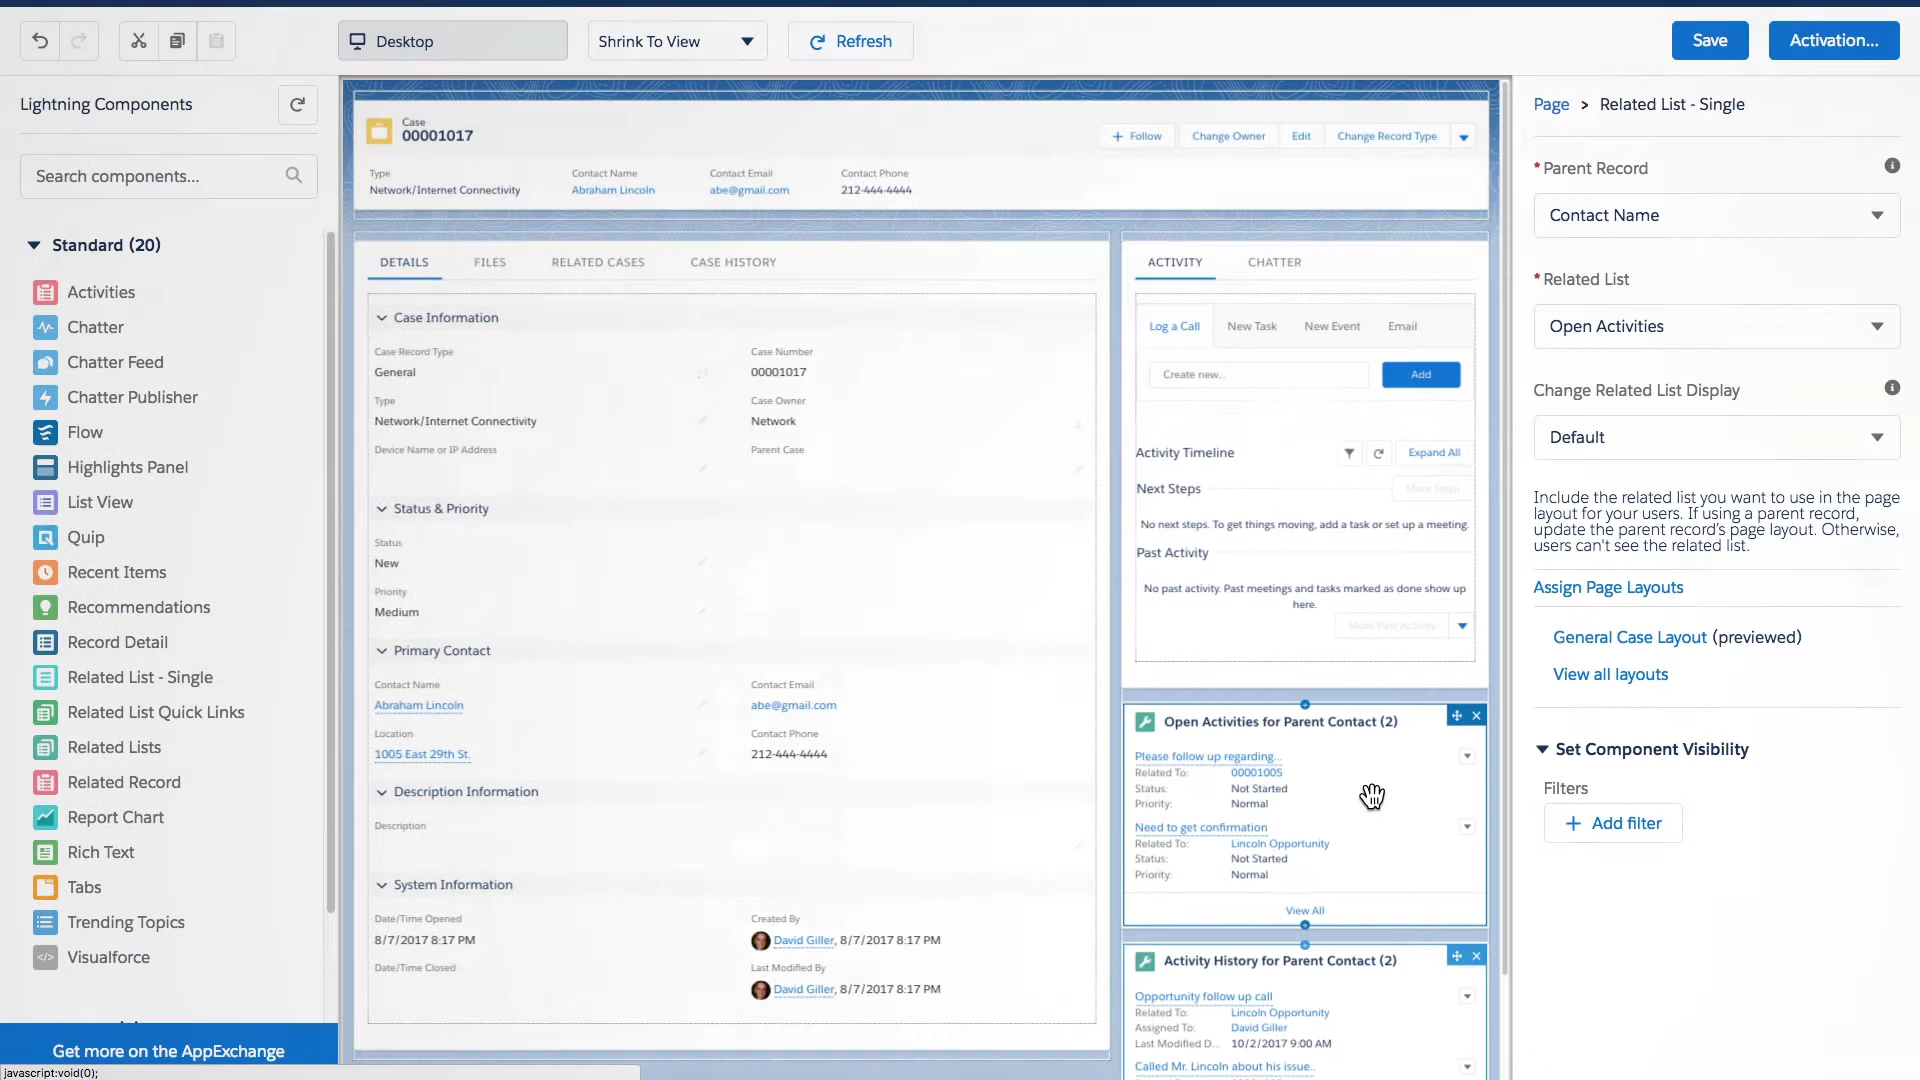 Desktop
Shrink To View
Refresh
Save
Activation...
Lightning Components
Search components...
Standard (20)
Activities
Chatter
Chatter Feed
Chatter Publisher
Flow
Highlights Panel
List View
Quip
Recent Items
Recommendations
Record Detail
Related List - Single
Related List Quick Links
Related Lists
Related Record
Report Chart
Rich Text
Tabs
Trending Topics
Visualforce
Get more on the AppExchange
javascript:void(0);
Case
00001017
+ Follow
Change Owner
Edit
Change Record Type
Type
Network/Internet Connectivity
Contact Name
Abraham Lincoln
Contact Email
abe@gmail.com
Contact Phone
212-444-4444
DETAILS
FILES
RELATED CASES
CASE HISTORY
Case Information
Case Record Type
General
Case Number
00001017
Type
Network/Internet Connectivity
Case Owner
Network
Device Name or IP Address
Parent Case
Status & Priority
Status
New
Priority
Medium
Primary Contact
Contact Name
Abraham Lincoln
Contact Email
abe@gmail.com
Location
1005 East 29th St.
Contact Phone
212-444-4444
Description Information
Description
System Information
Date/Time Opened
8/7/2017 8:17 PM
Created By
David Giller, 8/7/2017 8:17 PM
Date/Time Closed
Last Modified By
David Giller, 8/7/2017 8:17 PM
ACTIVITY
CHATTER
Log a Call
New Task
New Event
Email
Create new...
Add
Activity Timeline
Expand All
Next Steps
More Steps
No next steps. To get things moving, add a task or set up a meeting.
Past Activity
No past activity. Past meetings and tasks marked as done show up
here.
More Past Activity
Open Activities for Parent Contact (2)
Please follow up regarding...
Related To: 00001005
Status: Not Started
Priority: Normal
Need to get confirmation
Related To: Lincoln Opportunity
Status: Not Started
Priority: Normal
View All
Activity History for Parent Contact (2)
Opportunity follow up call
Related To: Lincoln Opportunity
Assigned To: David Giller
Last Modified D... 10/2/2017 9:00 AM
Called Mr. Lincoln about his issue..
Page > Related List - Single
*Parent Record
Contact Name
*Related List
Open Activities
Change Related List Display
Default
Include the related list you want to use in the page
layout for your users. If using a parent record,
update the parent record's page layout. Otherwise,
users can't see the related list.
Assign Page Layouts
General Case Layout (previewed)
View all layouts
Set Component Visibility
Filters
+ Add filter